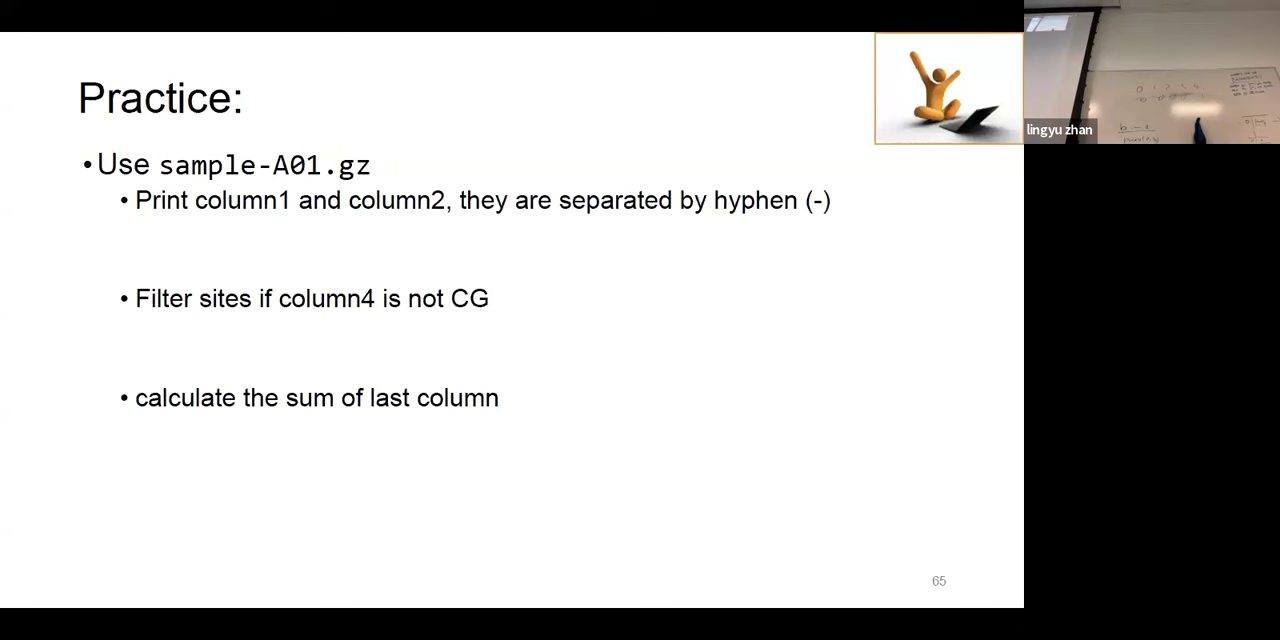 Practice:
• Use sample-A01.gz
• Print column1 and column2, they are separated by hyphen (-)
• Filter sites if column4 is not CG
• calculate the sum of last column
65
lingyu zhan